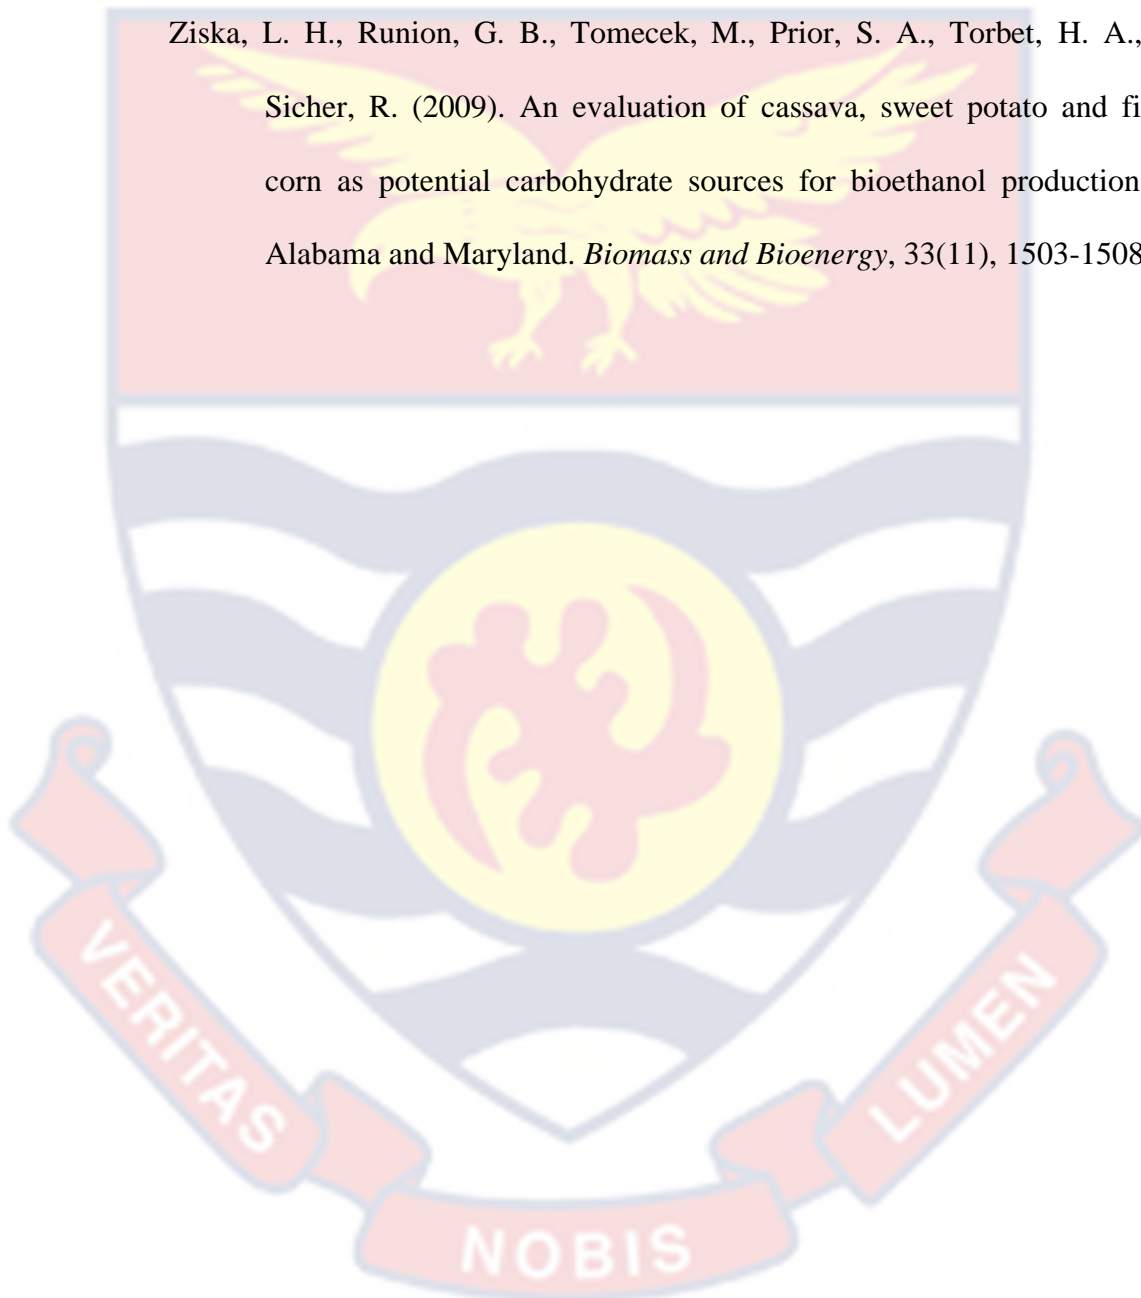 Ziska, L. H., Runion, G. B., Tomecek, M., Prior, S. A., Torbet, H. A.,
Sicher, R. (2009). An evaluation of cassava, sweet potato and fi
corn as potential carbohydrate sources for bioethanol production
Alabama and Maryland. Biomass and Bioenergy, 33(11), 1503-1508
VERITAS
NOBIS
LUMEN